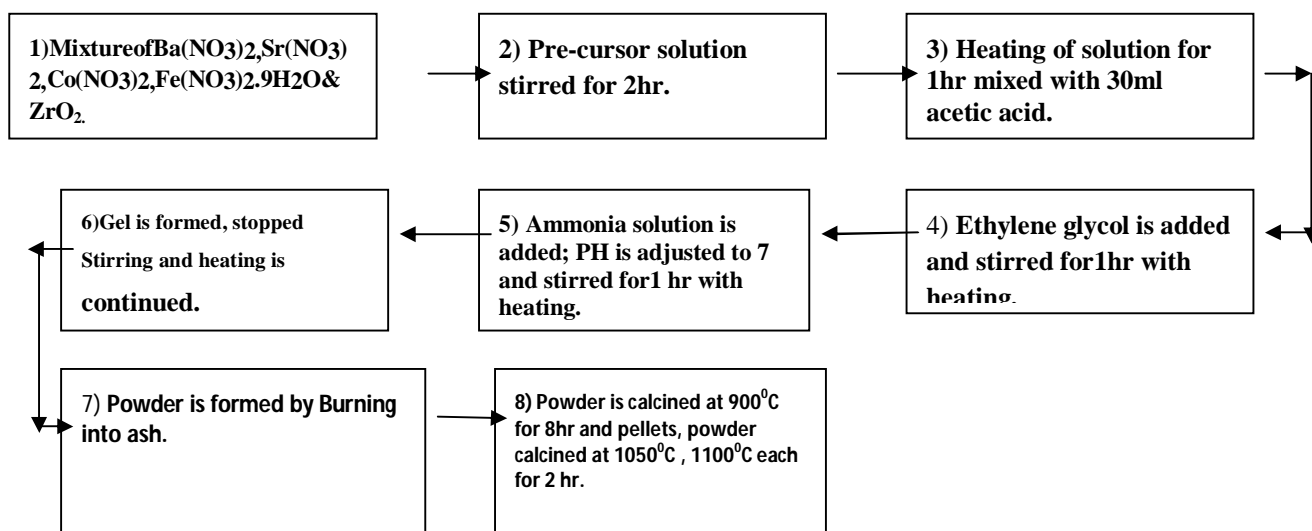 1)MixtureofBa(NO3)2,Sr(NO3)
2,Co(NO3)2,Fe(NO3)2.9H2O&
ZrO2.
2) Pre-cursor solution
stirred for 2hr.
3) Heating of solution for
1hr mixed with 30ml
acetic acid.
4) Ethylene glycol is added
and stirred for1hr with
heating.
5) Ammonia solution is
added; PH is adjusted to 7
and stirred for1 hr with
heating.
6)Gel is formed, stopped
Stirring and heating is
continued.
7) Powder is formed by Burning
into ash.
8) Powder is calcined at 900⁰C
for 8hr and pellets, powder
calcined at 1050⁰C , 1100⁰C each
for 2 hr.